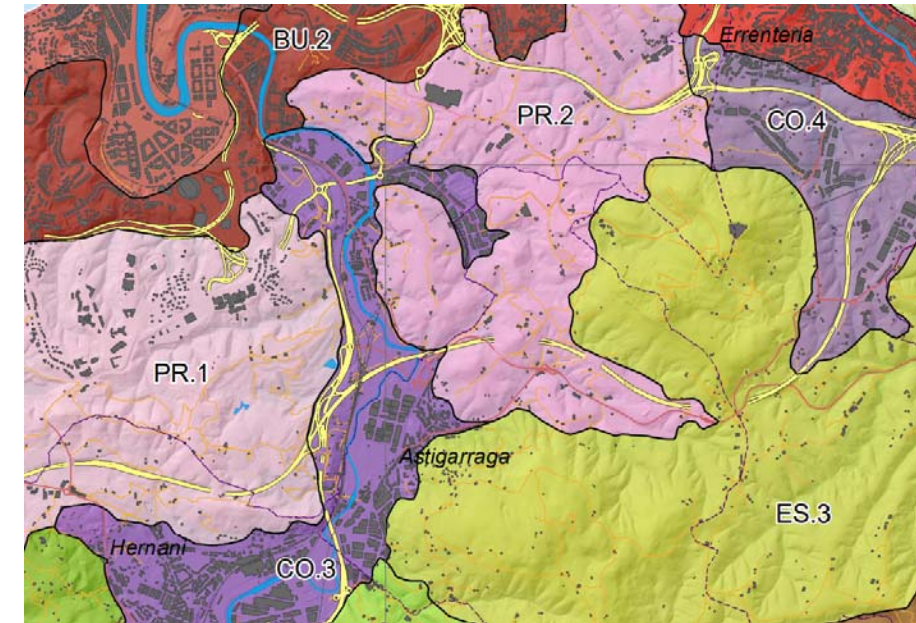 Errenteria
BU.2
PR.2
CO.4
PR.1
Astigarraga
ES.3
Hernani
CO.3